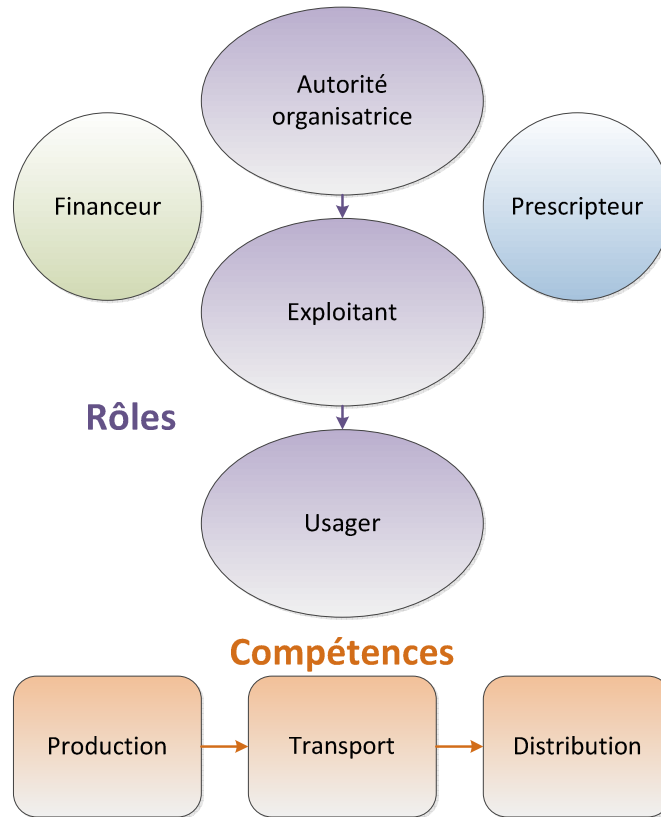 Autorité
organisatrice
Financeur
Prescripteur
Exploitant
Rôles
Usager
Compétences
Production
Transport
Distribution